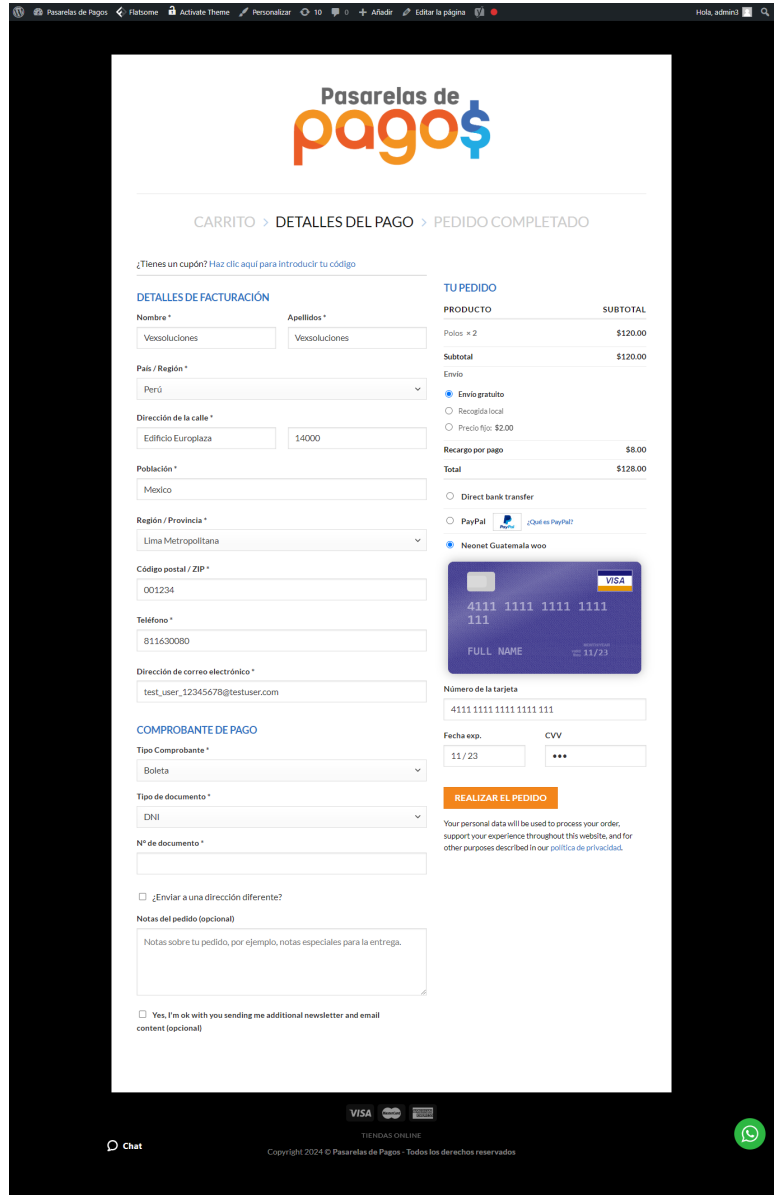 Pasarelas de Pagos Flatsome Activate Theme Personalizar 10 0 Añadir Editar la página Hola, admin3
Pasarelas de
pago$
CARRITO > DETALLES DEL PAGO > PEDIDO COMPLETADO
¿Tienes un cupón? Haz clic aquí para introducir tu código
DETALLES DE FACTURACIÓN
Nombre * Apellidos *
Vexsoluciones Vexsoluciones
País / Región *
Perú
Dirección de la calle *
Edificio Europlaza 14000
Población *
Mexico
Región / Provincia *
Lima Metropolitana
Código postal / ZIP *
001234
Teléfono *
811630080
Dirección de correo electrónico *
test_user_12345678@testuser.com
COMPROBANTE DE PAGO
Tipo Comprobante *
Boleta
Tipo de documento *
DNI
N° de documento *
¿Enviar a una dirección diferente?
Notas del pedido (opcional)
Notas sobre tu pedido, por ejemplo, notas especiales para la entrega.
Yes, I'm ok with you sending me additional newsletter and email
content (opcional)
TU PEDIDO
PRODUCTO SUBTOTAL
Polos × 2 $120.00
Subtotal $120.00
Envío
Envío gratuito
Recogida local
Precio fijo: $2.00
Recargo por pago $8.00
Total $128.00
Direct bank transfer
PayPal PayPal ¿Qué es PayPal?
Neonet Guatemala woo
VISA
4111 1111 1111 1111
111
FULL NAME 11/23
Número de la tarjeta
4111 1111 1111 1111 111
Fecha exp. CVV
11 / 23 •••
REALIZAR EL PEDIDO
Your personal data will be used to process your order,
support your experience throughout this website, and for
other purposes described in our política de privacidad.
VISA
TIENDAS ONLINE
Copyright 2024 © Pasarelas de Pagos - Todos los derechos reservados
Chat